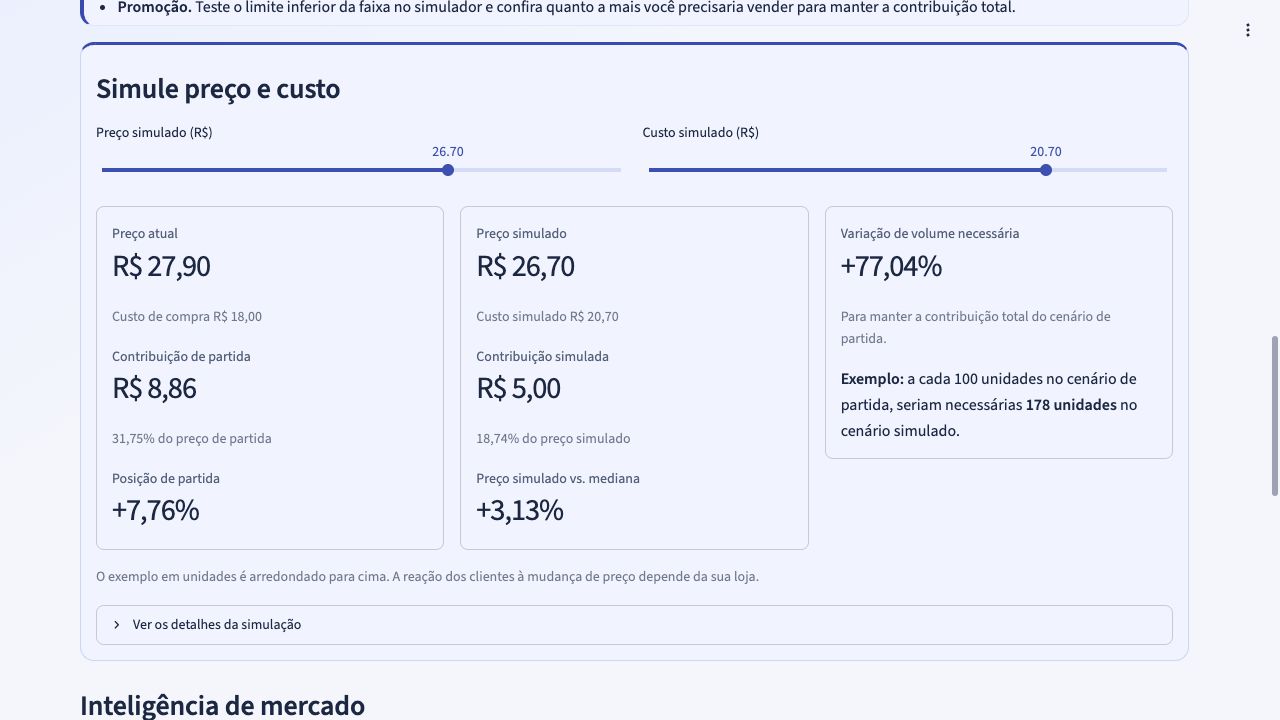 • Promoção. Teste o limite inferior da faixa no simulador e confira quanto a mais você precisaria vender para manter a contribuição total.
Simule preço e custo
Preço simulado (R$)
26.70
Custo simulado (R$)
20.70
Preço atual
R$ 27,90
Custo de compra R$ 18,00
Contribuição de partida
R$ 8,86
31,75% do preço de partida
Posição de partida
+7,76%
Preço simulado
R$ 26,70
Custo simulado R$ 20,70
Contribuição simulada
R$ 5,00
18,74% do preço simulado
Preço simulado vs. mediana
+3,13%
Variação de volume necessária
+77,04%
Para manter a contribuição total do cenário de
partida.
Exemplo: a cada 100 unidades no cenário de
partida, seriam necessárias 178 unidades no
cenário simulado.
O exemplo em unidades é arredondado para cima. A reação dos clientes à mudança de preço depende da sua loja.
Ver os detalhes da simulação
Inteligência de mercado